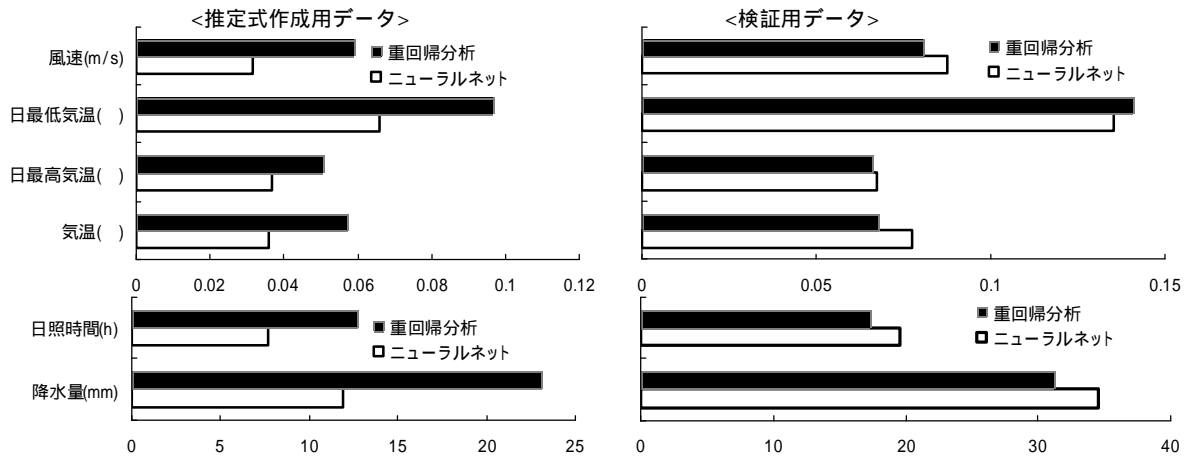 <推定式作成用データ>
風速(m/s)
日最低気温( )
日最高気温( )
気温( )
重回帰分析
ニューラルネット
0 0.02 0.04 0.06 0.08 0.1 0.12
日照時間(h)
降水量(mm)
重回帰分析
ニューラルネット
0 5 10 15 20 25
<検証用データ>
重回帰分析
ニューラルネット
0 0.05 0.1 0.15
重回帰分析
ニューラルネット
0 10 20 30 40